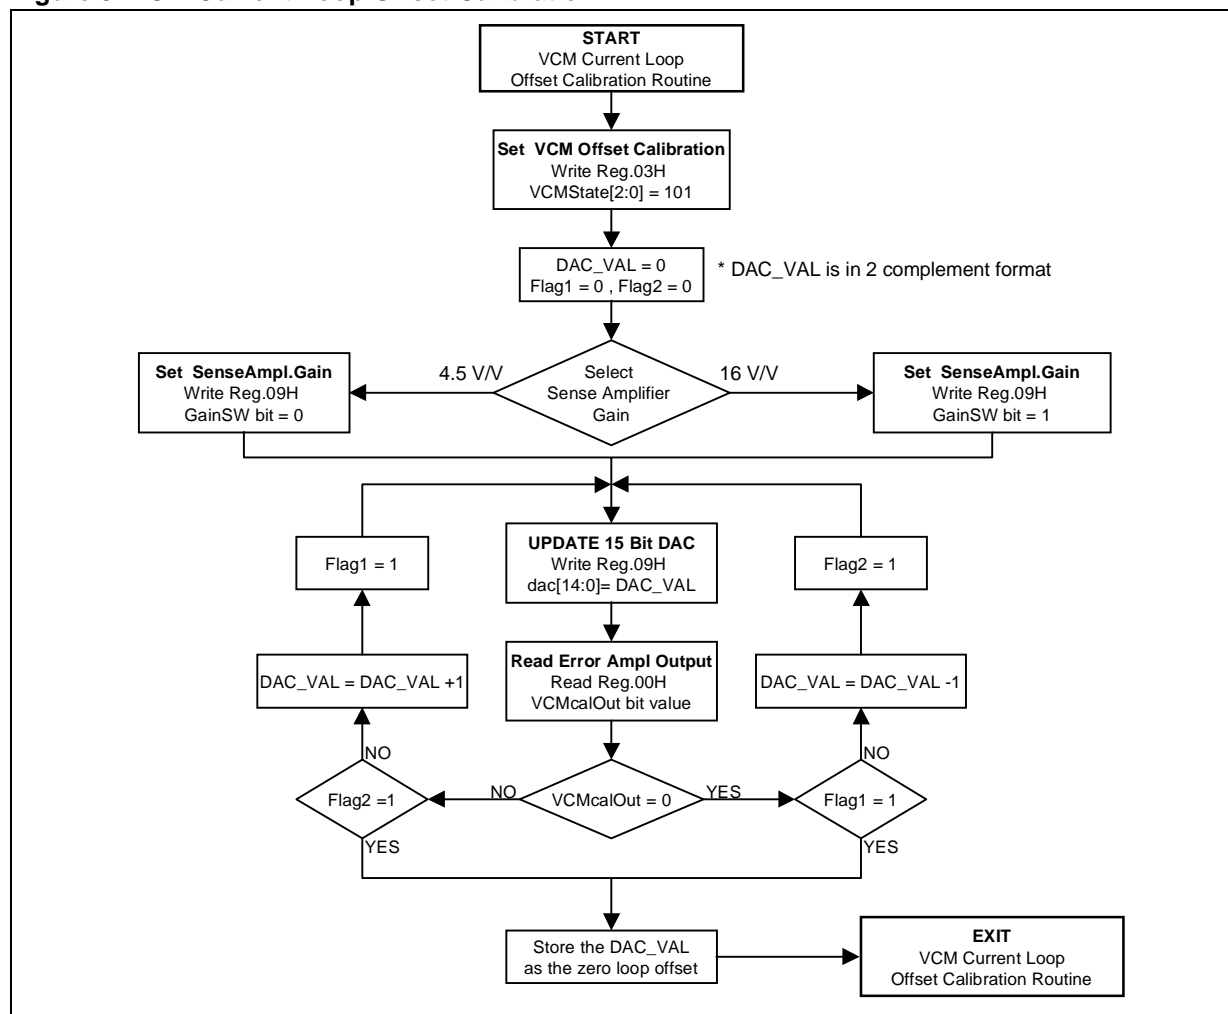 START
VCM Current Loop
Offset Calibration Routine
Set VCM Offset Calibration
Write Reg.03H
VCMState[2:0] = 101
DAC_VAL = 0
Flag1 = 0 , Flag2 = 0
* DAC_VAL is in 2 complement format
Set SenseAmpl.Gain
Write Reg.09H
GainSW bit = 0
4.5 V/V
Select
Sense Amplifier
Gain
16 V/V
Set SenseAmpl.Gain
Write Reg.09H
GainSW bit = 1
Flag1 = 1
UPDATE 15 Bit DAC
Write Reg.09H
dac[14:0]= DAC_VAL
Flag2 = 1
DAC_VAL = DAC_VAL +1
Read Error Ampl Output
Read Reg.00H
VCMcalOut bit value
DAC_VAL = DAC_VAL -1
NO
NO
Flag2 =1
NO
VCMcalOut = 0
YES
Flag1 = 1
YES
YES
Store the DAC_VAL
as the zero loop offset
EXIT
VCM Current Loop
Offset Calibration Routine